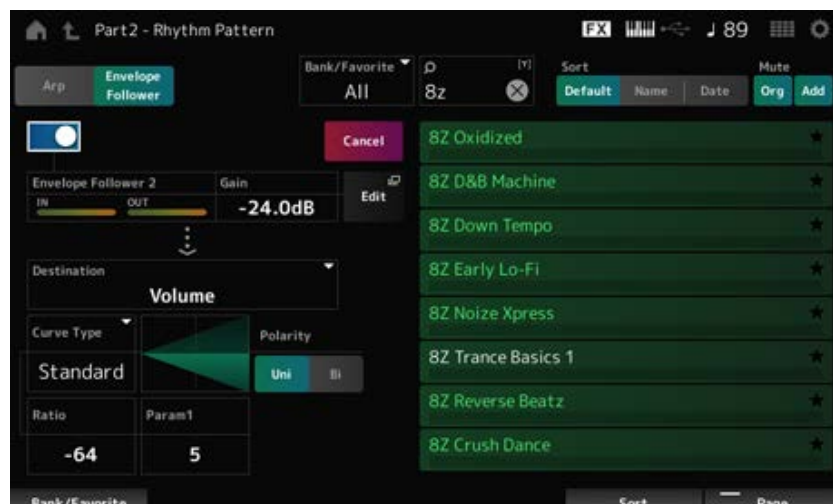 Part2 - Rhythm Pattern
FX
♩ 89
Arp
Envelope
Follower
Bank/Favorite
All
[Y]
8z
Sort
Default Name Date
Mute
Org Add
Cancel
Envelope Follower 2
IN OUT
Gain
-24.0dB
Edit
Destination
Volume
Curve Type
Standard
Polarity
Uni Bi
Ratio
-64
Param1
5
8Z Oxidized
8Z D&B Machine
8Z Down Tempo
8Z Early Lo-Fi
8Z Noize Xpress
8Z Trance Basics 1
8Z Reverse Beatz
8Z Crush Dance
Bank/Favorite
Sort
Page